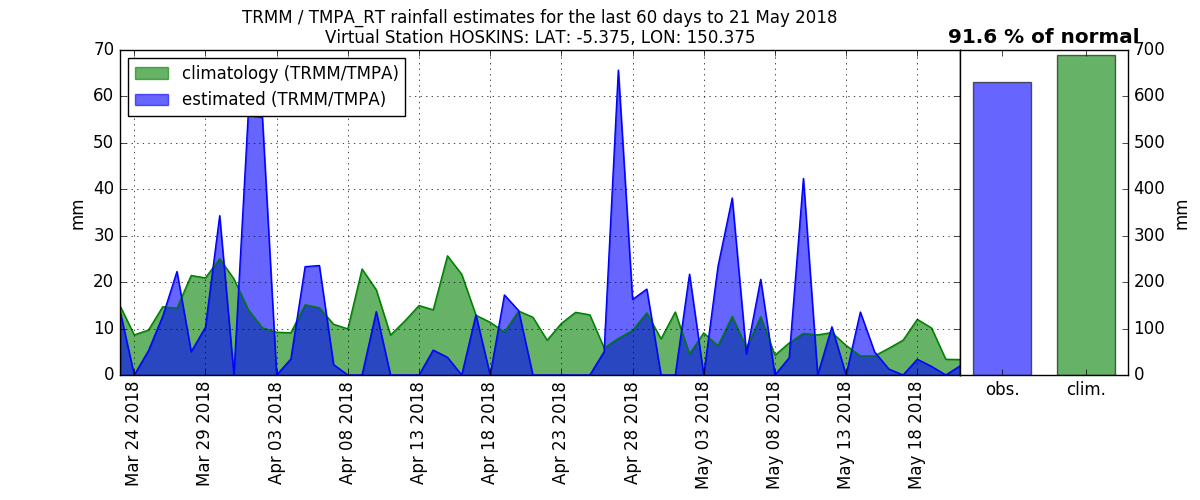 TRMM / TMPA_RT rainfall estimates for the last 60 days to 21 May 2018
Virtual Station HOSKINS: LAT: -5.375, LON: 150.375
91.6 % of normal
climatology (TRMM/TMPA)
estimated (TRMM/TMPA)
70
60
50
40
30
20
10
0
mm
Mar 24 2018
Mar 29 2018
Apr 03 2018
Apr 08 2018
Apr 13 2018
Apr 18 2018
Apr 23 2018
Apr 28 2018
May 03 2018
May 08 2018
May 13 2018
May 18 2018
obs.
clim.
700
600
500
400
300
200
100
0
mm